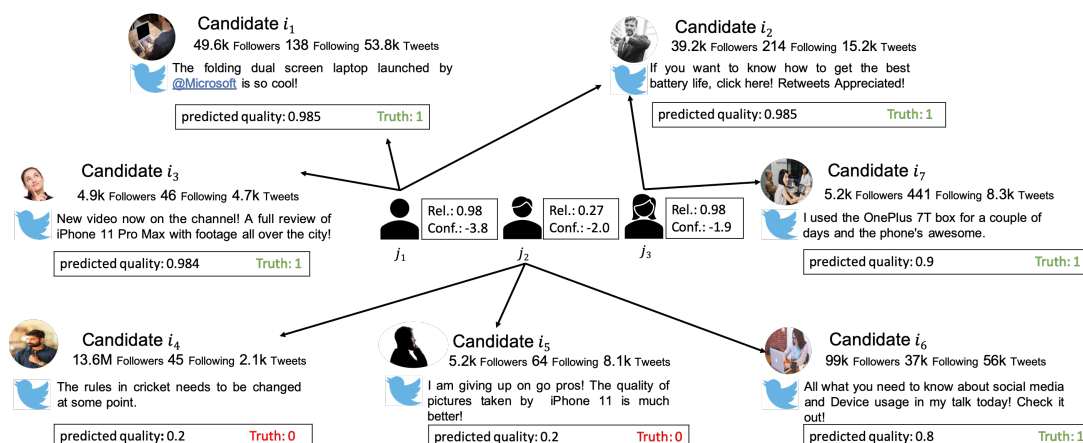 Candidate i1
49.6k Followers 138 Following 53.8k Tweets
The folding dual screen laptop launched by
@Microsoft is so cool!
predicted quality: 0.985 Truth: 1
Candidate i2
39.2k Followers 214 Following 15.2k Tweets
If you want to know how to get the best
battery life, click here! Retweets Appreciated!
predicted quality: 0.985 Truth: 1
Candidate i3
4.9k Followers 46 Following 4.7k Tweets
New video now on the channel! A full review of
iPhone 11 Pro Max with footage all over the city!
predicted quality: 0.984 Truth: 1
Rel.: 0.98
Conf.: -3.8
j1
Rel.: 0.27
Conf.: -2.0
j2
Rel.: 0.98
Conf.: -1.9
j3
Candidate i7
5.2k Followers 441 Following 8.3k Tweets
I used the OnePlus 7T box for a couple of
days and the phone's awesome.
predicted quality: 0.9 Truth: 1
Candidate i4
13.6M Followers 45 Following 2.1k Tweets
The rules in cricket needs to be changed
at some point.
predicted quality: 0.2 Truth: 0
Candidate i5
5.2k Followers 64 Following 8.1k Tweets
I am giving up on go pros! The quality of
pictures taken by iPhone 11 is much
better!
predicted quality: 0.2 Truth: 0
Candidate i6
99k Followers 37k Following 56k Tweets
All what you need to know about social media
and Device usage in my talk today! Check it
out!
predicted quality: 0.8 Truth: 1